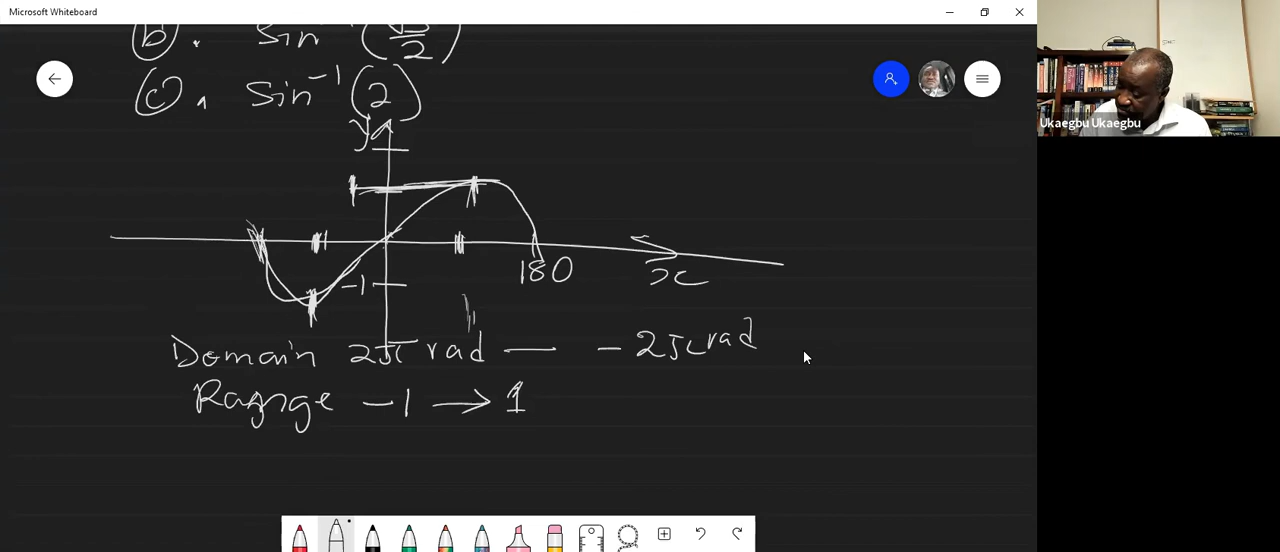 Microsoft Whiteboard
(b). Sin⁻¹(√3/2)
(c). Sin⁻¹(2)
Ukaegbu Ukaegbu
y
-1
180
x
Domain 2π rad — -2π rad
Range -1 → 1